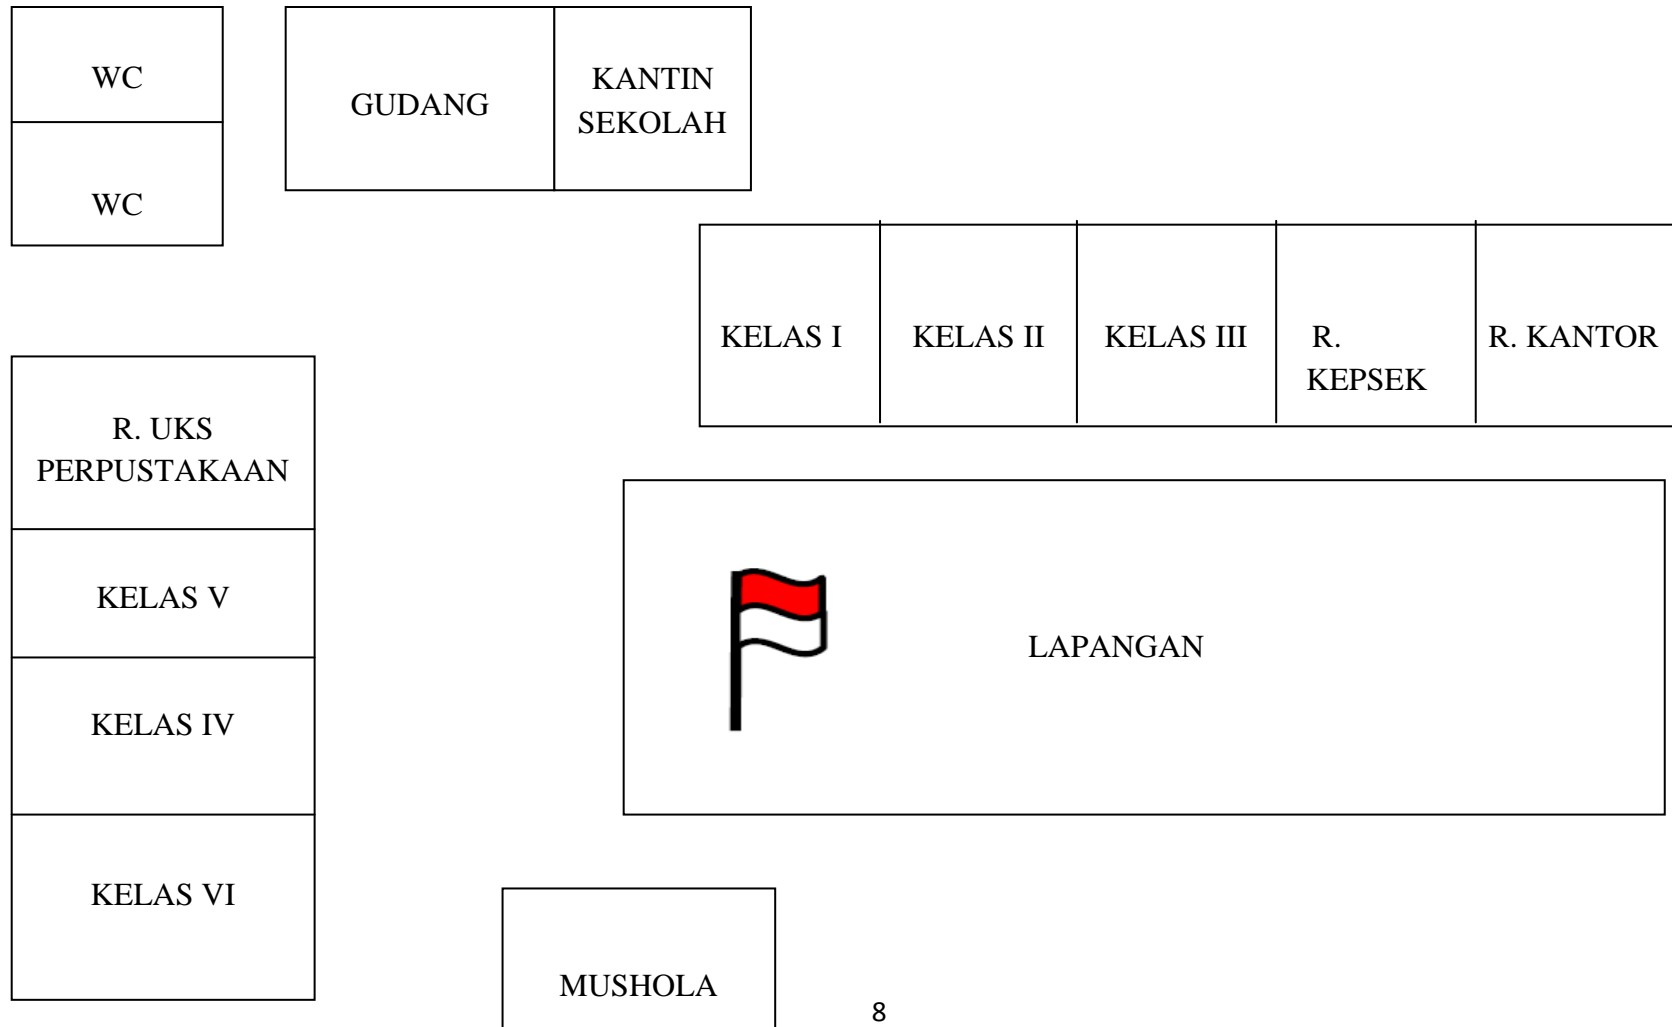 WC
GUDANG
KANTIN
SEKOLAH
WC
KELAS I
KELAS II
KELAS III
R.
KEPSEK
R. KANTOR
R. UKS
PERPUSTAKAAN
KELAS V
LAPANGAN
KELAS IV
KELAS VI
MUSHOLA
8